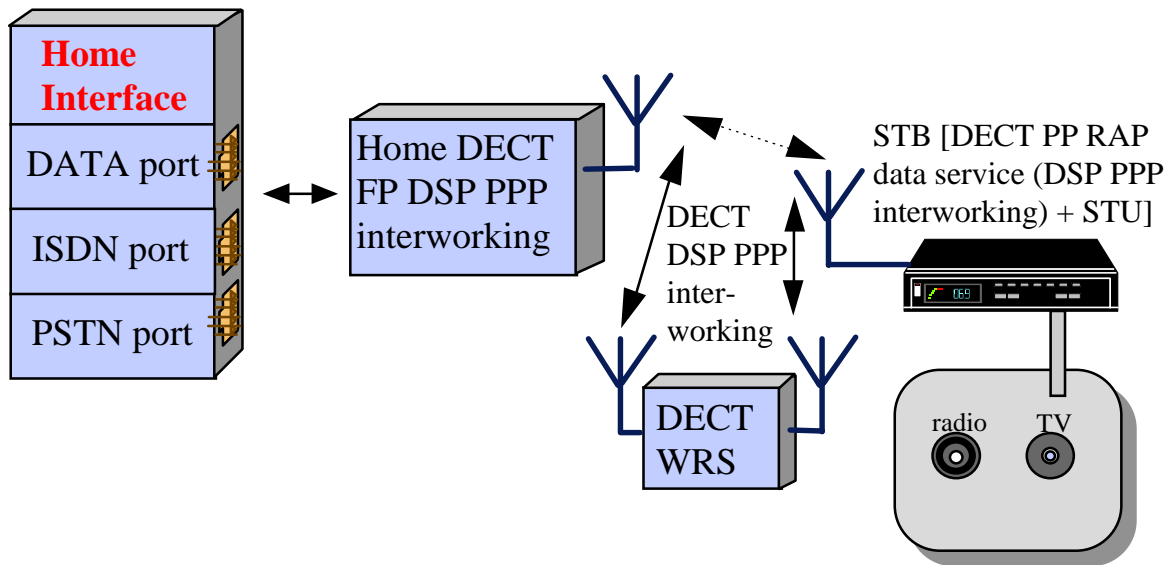 Home
Interface
DATA port
ISDN port
PSTN port
Home DECT
FP DSP PPP
interworking
DECT
DSP PPP
inter-
working
DECT
WRS
STB [DECT PP RAP
data service (DSP PPP
interworking) + STU]
069
radio
TV